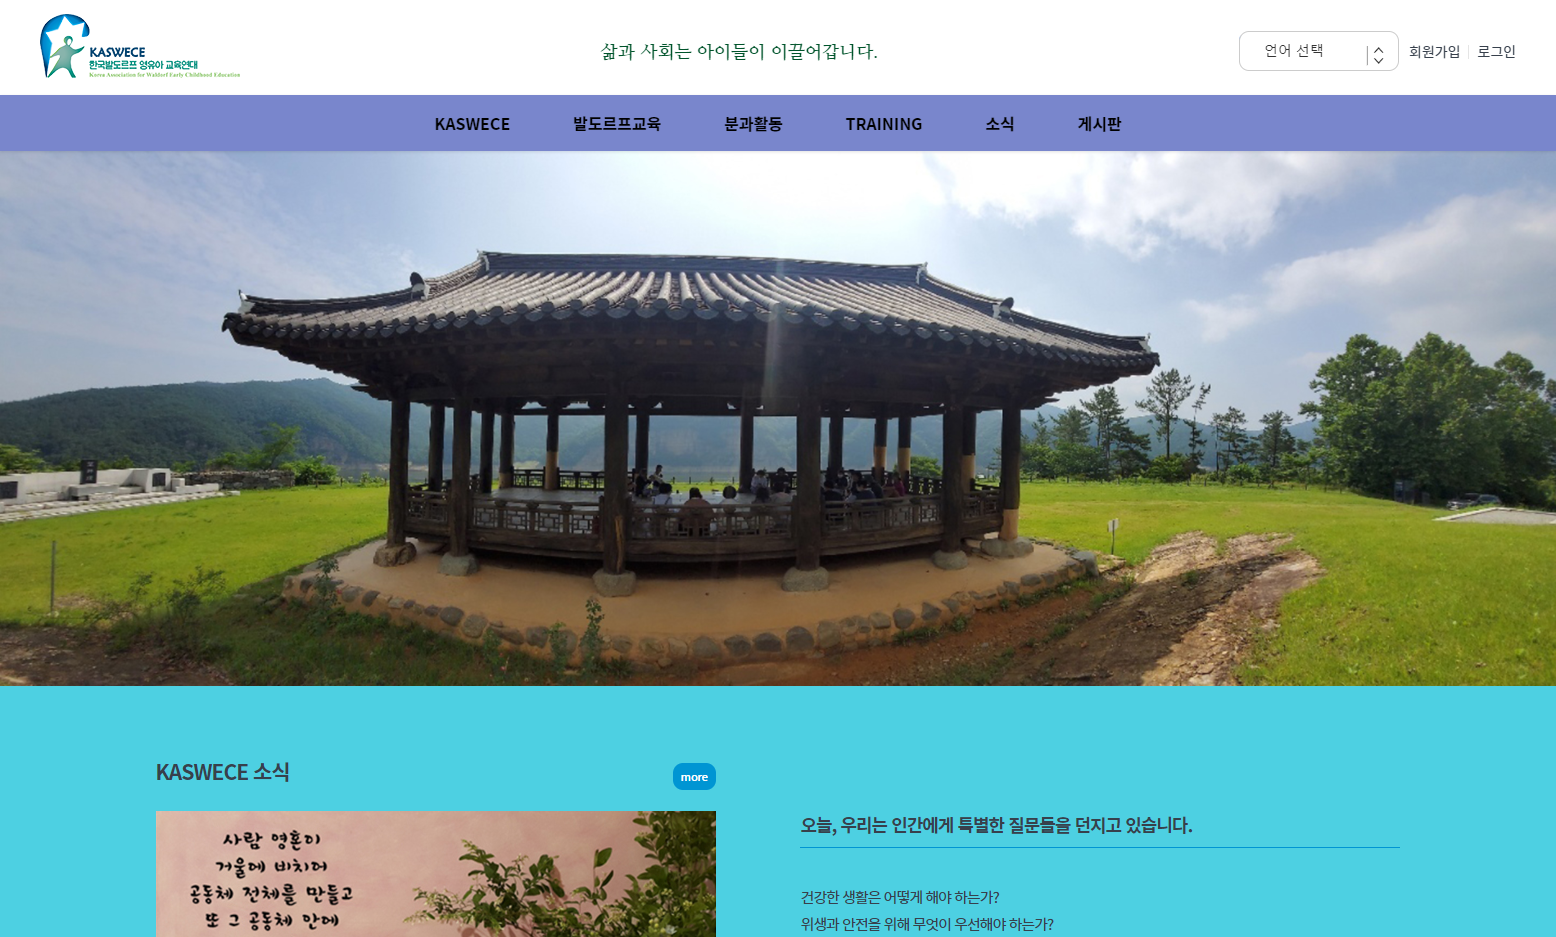 KASWECE
한국발도르프 영유아 교육연대
Korea Association for Waldorf Early Childhood Education
삶과 사회는 아이들이 이끌어갑니다.
언어 선택
회원가입
로그인
KASWECE
발도르프교육
분과활동
TRAINING
소식
게시판
KASWECE 소식
more
사람 영혼이
거울에 비치어
공동체 전체를 만들고
또 그 공동체 안에
오늘, 우리는 인간에게 특별한 질문들을 던지고 있습니다.
건강한 생활은 어떻게 해야 하는가?
위생과 안전을 위해 무엇이 우선해야 하는가?